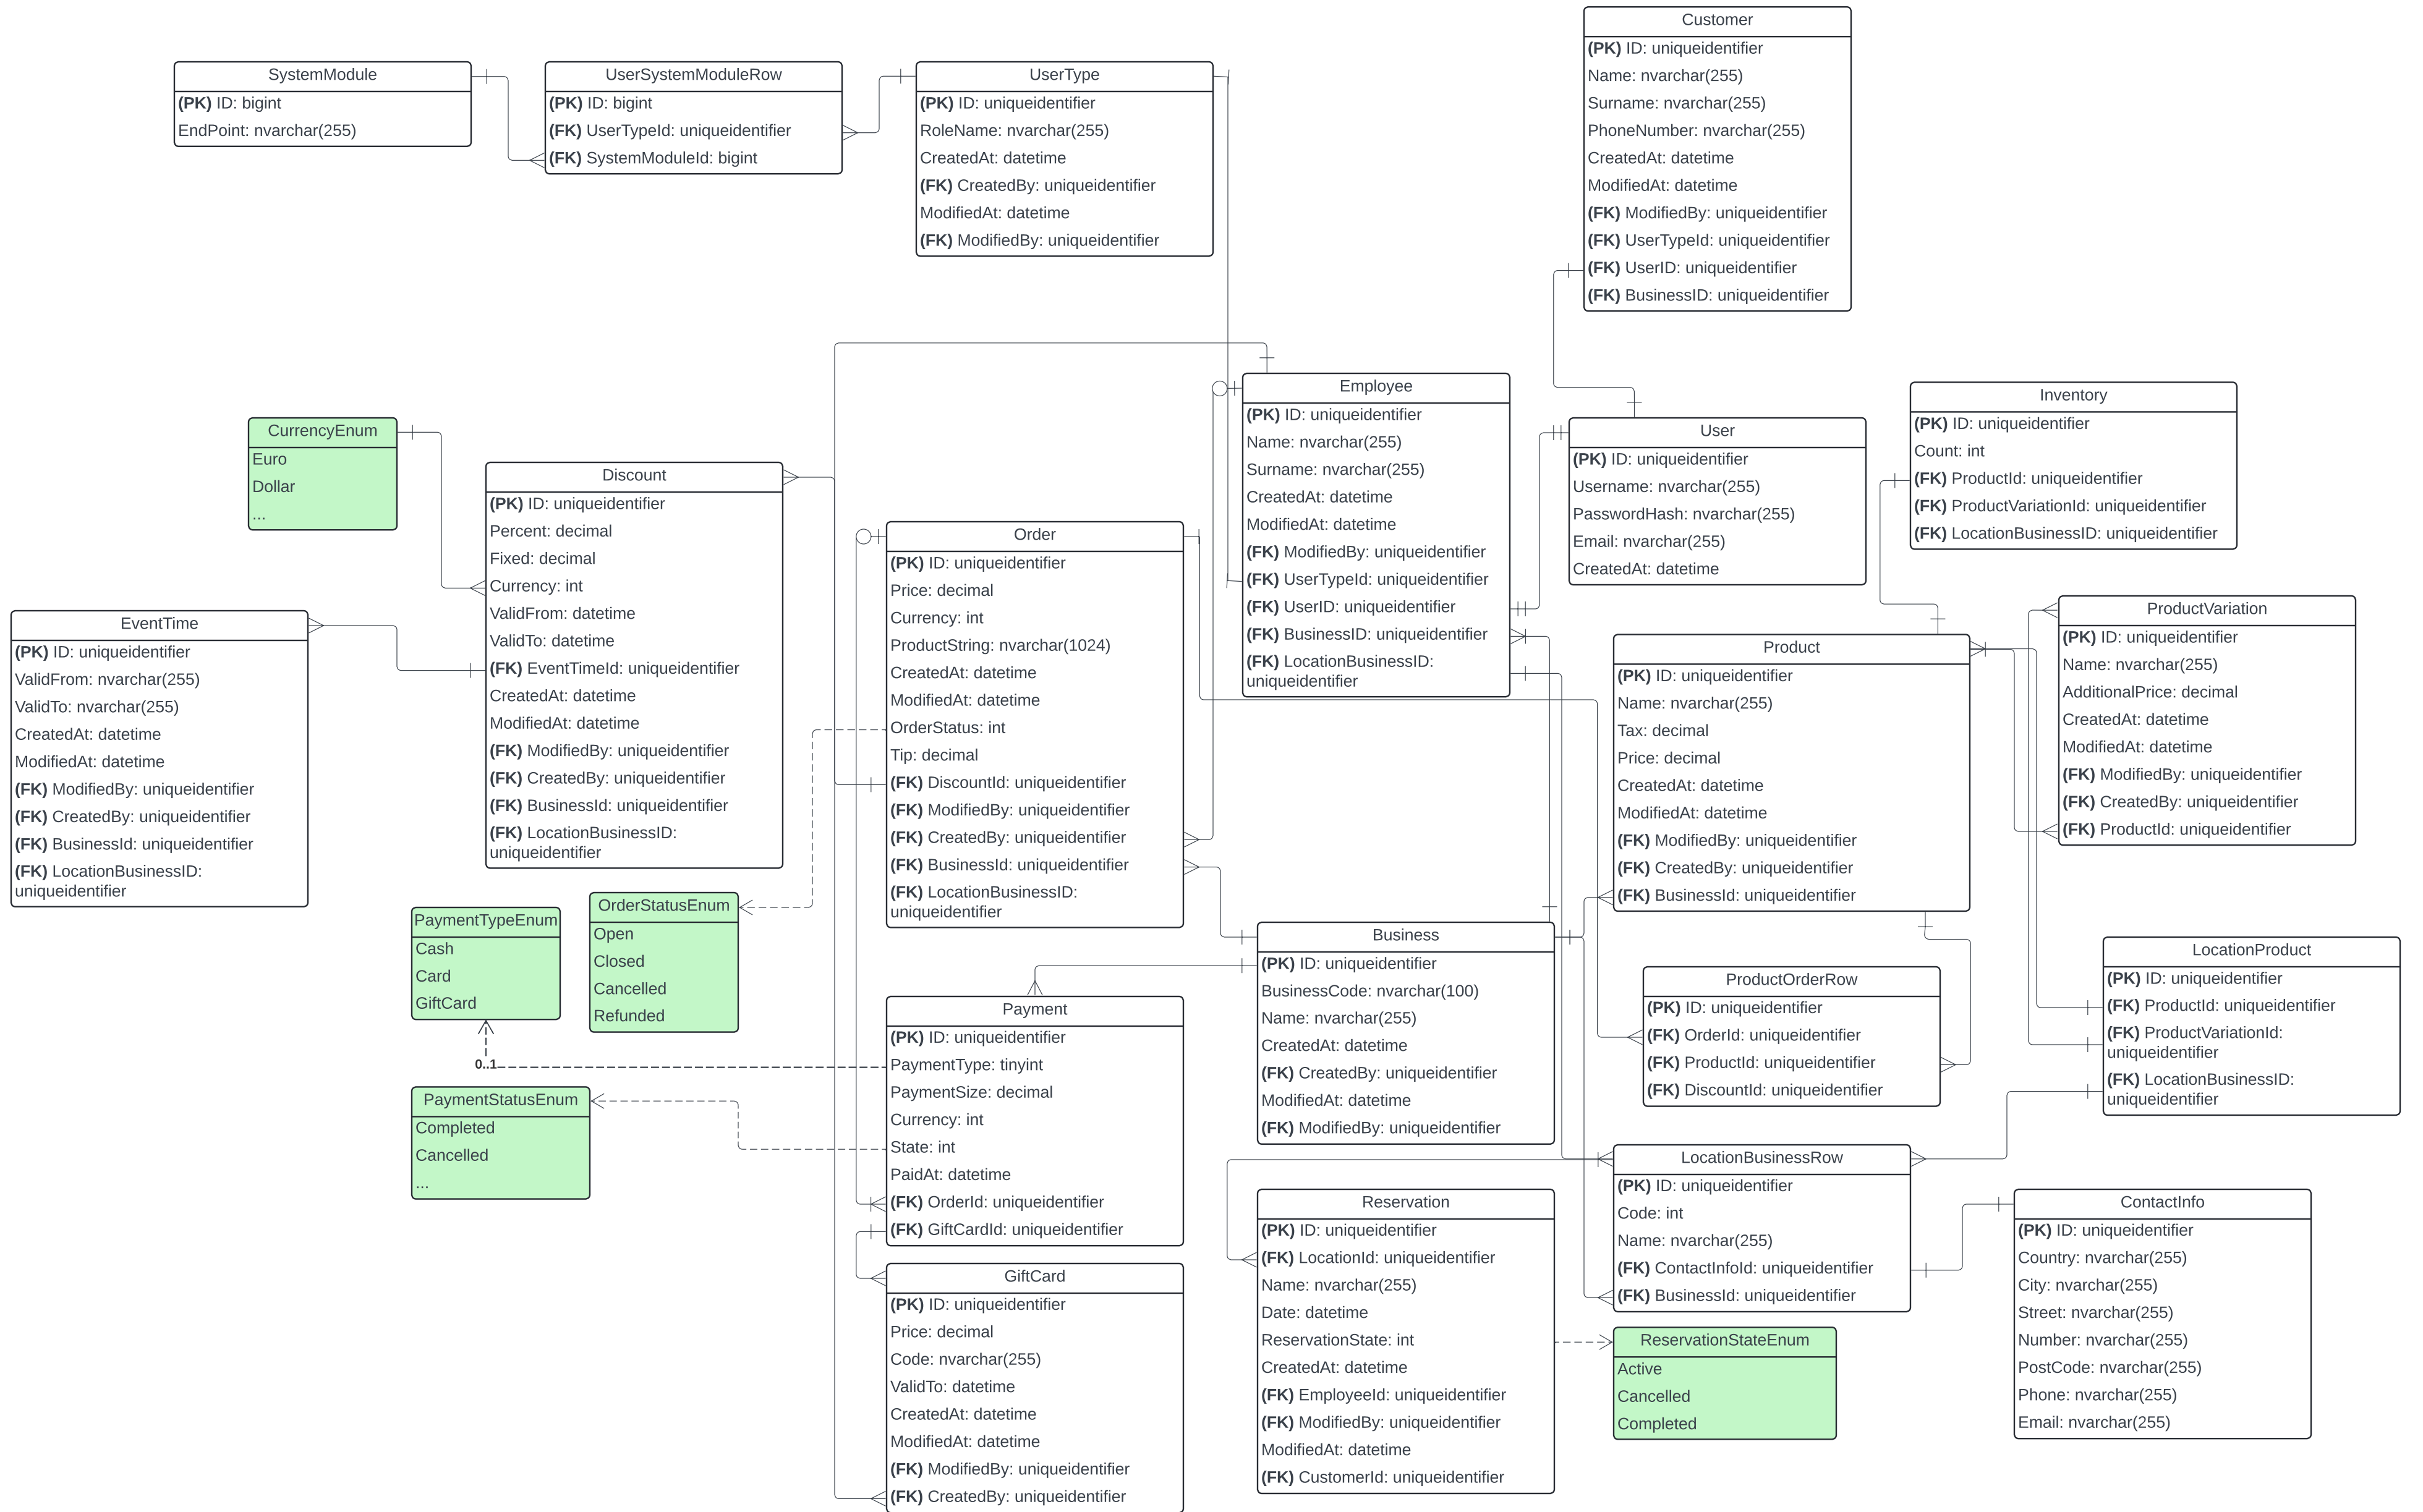 Customer
(PK) ID: uniqueidentifier
Name: nvarchar(255)
Surname: nvarchar(255)
PhoneNumber: nvarchar(255)
CreatedAt: datetime
ModifiedAt: datetime
(FK) ModifiedBy: uniqueidentifier
(FK) UserTypeId: uniqueidentifier
(FK) UserID: uniqueidentifier
(FK) BusinessID: uniqueidentifier
SystemModule
(PK) ID: bigint
EndPoint: nvarchar(255)
UserSystemModuleRow
(PK) ID: bigint
(FK) UserTypeId: uniqueidentifier
(FK) SystemModuleId: bigint
UserType
(PK) ID: uniqueidentifier
RoleName: nvarchar(255)
CreatedAt: datetime
(FK) CreatedBy: uniqueidentifier
ModifiedAt: datetime
(FK) ModifiedBy: uniqueidentifier
Employee
(PK) ID: uniqueidentifier
Name: nvarchar(255)
Surname: nvarchar(255)
CreatedAt: datetime
ModifiedAt: datetime
(FK) ModifiedBy: uniqueidentifier
(FK) UserTypeId: uniqueidentifier
(FK) UserID: uniqueidentifier
(FK) BusinessID: uniqueidentifier
(FK) LocationBusinessID:
uniqueidentifier
User
(PK) ID: uniqueidentifier
Username: nvarchar(255)
PasswordHash: nvarchar(255)
Email: nvarchar(255)
CreatedAt: datetime
Inventory
(PK) ID: uniqueidentifier
Count: int
(FK) ProductId: uniqueidentifier
(FK) ProductVariationId: uniqueidentifier
(FK) LocationBusinessID: uniqueidentifier
CurrencyEnum
Euro
Dollar
...
Discount
(PK) ID: uniqueidentifier
Percent: decimal
Fixed: decimal
Currency: int
ValidFrom: datetime
ValidTo: datetime
(FK) EventTimeId: uniqueidentifier
CreatedAt: datetime
ModifiedAt: datetime
(FK) ModifiedBy: uniqueidentifier
(FK) CreatedBy: uniqueidentifier
(FK) BusinessId: uniqueidentifier
(FK) LocationBusinessID:
uniqueidentifier
Order
(PK) ID: uniqueidentifier
Price: decimal
Currency: int
ProductString: nvarchar(1024)
CreatedAt: datetime
ModifiedAt: datetime
OrderStatus: int
Tip: decimal
(FK) DiscountId: uniqueidentifier
(FK) ModifiedBy: uniqueidentifier
(FK) CreatedBy: uniqueidentifier
(FK) BusinessId: uniqueidentifier
(FK) LocationBusinessID:
uniqueidentifier
EventTime
(PK) ID: uniqueidentifier
ValidFrom: nvarchar(255)
ValidTo: nvarchar(255)
CreatedAt: datetime
ModifiedAt: datetime
(FK) ModifiedBy: uniqueidentifier
(FK) CreatedBy: uniqueidentifier
(FK) BusinessId: uniqueidentifier
(FK) LocationBusinessID:
uniqueidentifier
Product
(PK) ID: uniqueidentifier
Name: nvarchar(255)
Tax: decimal
Price: decimal
CreatedAt: datetime
ModifiedAt: datetime
(FK) ModifiedBy: uniqueidentifier
(FK) CreatedBy: uniqueidentifier
(FK) BusinessId: uniqueidentifier
ProductVariation
(PK) ID: uniqueidentifier
Name: nvarchar(255)
AdditionalPrice: decimal
CreatedAt: datetime
ModifiedAt: datetime
(FK) ModifiedBy: uniqueidentifier
(FK) CreatedBy: uniqueidentifier
(FK) ProductId: uniqueidentifier
PaymentTypeEnum
Cash
Card
GiftCard
OrderStatusEnum
Open
Closed
Cancelled
Refunded
Business
(PK) ID: uniqueidentifier
BusinessCode: nvarchar(100)
Name: nvarchar(255)
CreatedAt: datetime
(FK) CreatedBy: uniqueidentifier
ModifiedAt: datetime
(FK) ModifiedBy: uniqueidentifier
ProductOrderRow
(PK) ID: uniqueidentifier
(FK) OrderId: uniqueidentifier
(FK) ProductId: uniqueidentifier
(FK) DiscountId: uniqueidentifier
LocationProduct
(PK) ID: uniqueidentifier
(FK) ProductId: uniqueidentifier
(FK) ProductVariationId:
uniqueidentifier
(FK) LocationBusinessID:
uniqueidentifier
0..1
PaymentStatusEnum
Completed
Cancelled
...
Payment
(PK) ID: uniqueidentifier
PaymentType: tinyint
PaymentSize: decimal
Currency: int
State: int
PaidAt: datetime
(FK) OrderId: uniqueidentifier
(FK) GiftCardId: uniqueidentifier
GiftCard
(PK) ID: uniqueidentifier
Price: decimal
Code: nvarchar(255)
ValidTo: datetime
CreatedAt: datetime
ModifiedAt: datetime
(FK) ModifiedBy: uniqueidentifier
(FK) CreatedBy: uniqueidentifier
Reservation
(PK) ID: uniqueidentifier
(FK) LocationId: uniqueidentifier
Name: nvarchar(255)
Date: datetime
ReservationState: int
CreatedAt: datetime
(FK) EmployeeId: uniqueidentifier
(FK) ModifiedBy: uniqueidentifier
ModifiedAt: datetime
(FK) CustomerId: uniqueidentifier
LocationBusinessRow
(PK) ID: uniqueidentifier
Code: int
Name: nvarchar(255)
(FK) ContactInfoId: uniqueidentifier
(FK) BusinessId: uniqueidentifier
ReservationStateEnum
Active
Cancelled
Completed
ContactInfo
(PK) ID: uniqueidentifier
Country: nvarchar(255)
City: nvarchar(255)
Street: nvarchar(255)
Number: nvarchar(255)
PostCode: nvarchar(255)
Phone: nvarchar(255)
Email: nvarchar(255)